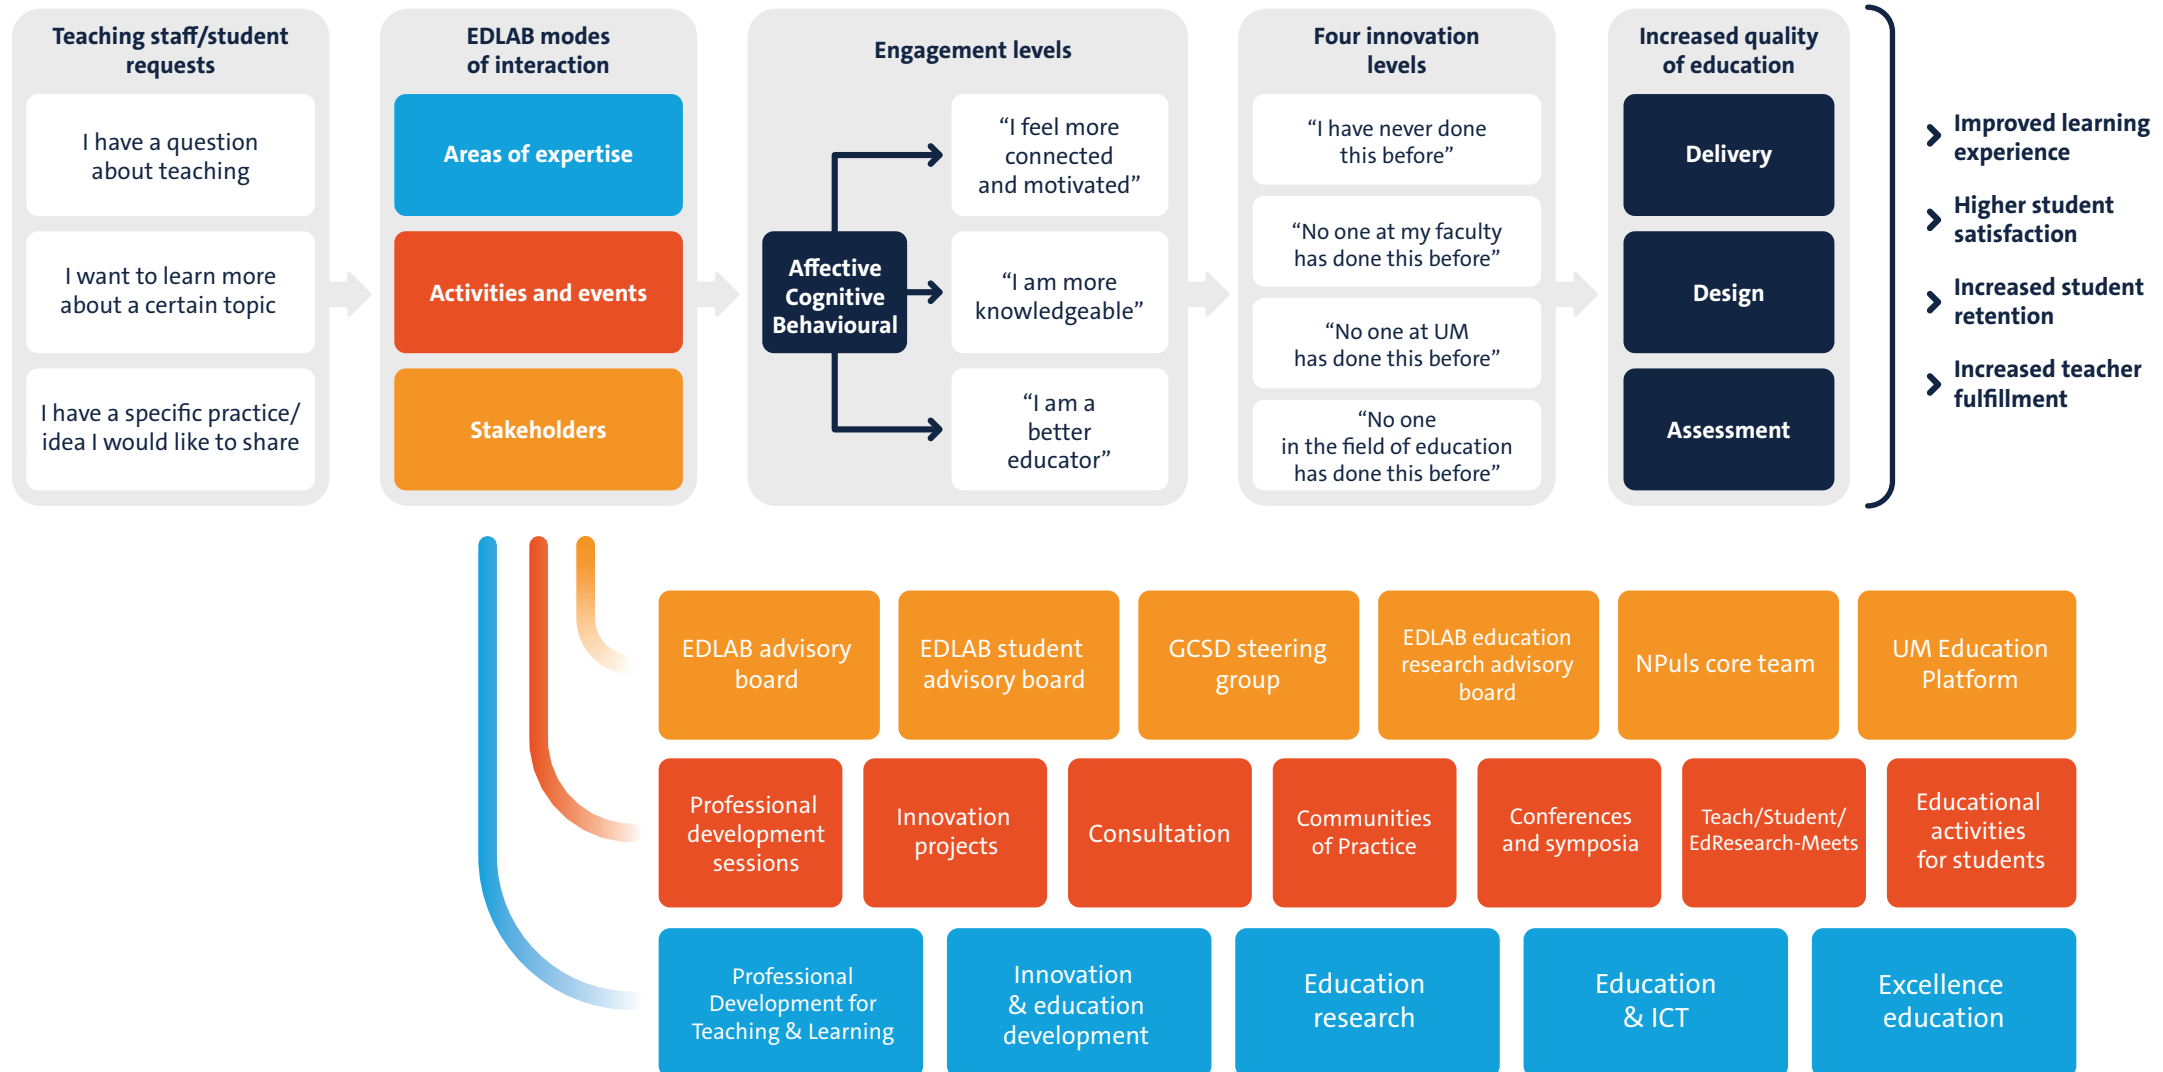 Teaching staff/student
requests
I have a question
about teaching
I want to learn more
about a certain topic
I have a specific practice/
idea I would like to share
EDLAB modes
of interaction
Areas of expertise
Activities and events
Stakeholders
Engagement levels
Affective
Cognitive
Behavioural
“I feel more
connected
and motivated”
“I am more
knowledgeable”
“I am a
better
educator”
Four innovation
levels
“I have never done
this before”
“No one at my faculty
has done this before”
“No one at UM
has done this before”
“No one
in the field of education
has done this before”
Increased quality
of education
Delivery
Design
Assessment
Improved learning
experience
Higher student
satisfaction
Increased student
retention
Increased teacher
fulfillment
EDLAB advisory
board
EDLAB student
advisory board
GCSD steering
group
EDLAB education
research advisory
board
NPuls core team
UM Education
Platform
Professional
development
sessions
Innovation
projects
Consultation
Communities
of Practice
Conferences
and symposia
Teach/Student/
EdResearch-Meets
Educational
activities
for students
Professional
Development for
Teaching & Learning
Innovation
& education
development
Education
research
Education
& ICT
Excellence
education